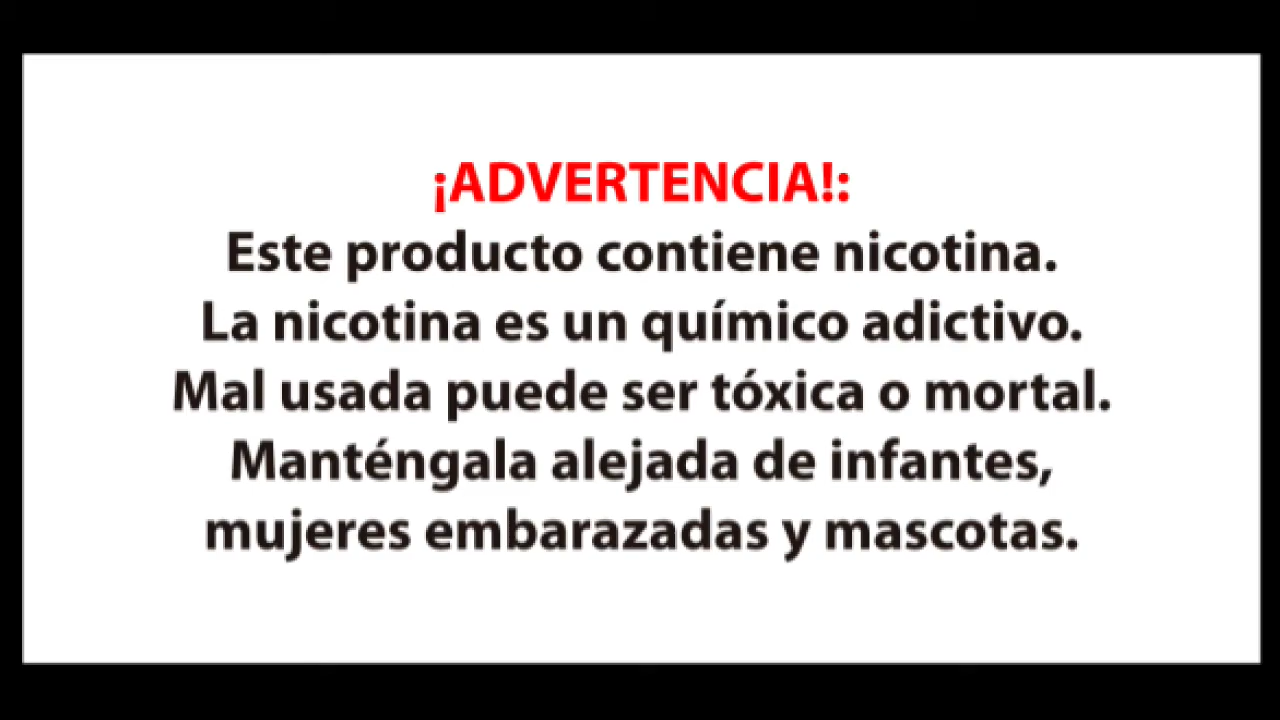 ¡ADVERTENCIA!:
Este producto contiene nicotina.
La nicotina es un químico adictivo.
Mal usada puede ser tóxica o mortal.
Manténgala alejada de infantes,
mujeres embarazadas y mascotas.